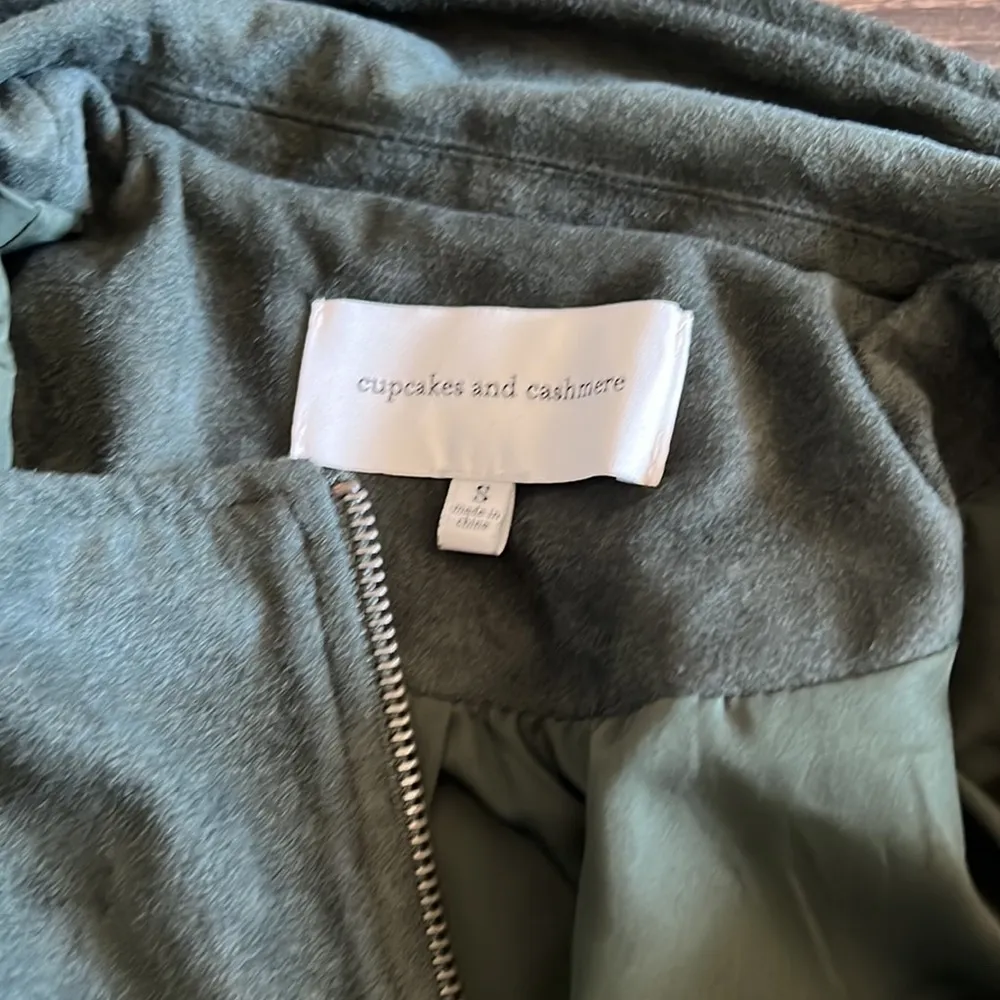 cupcakes and cashmere
S
made in
china